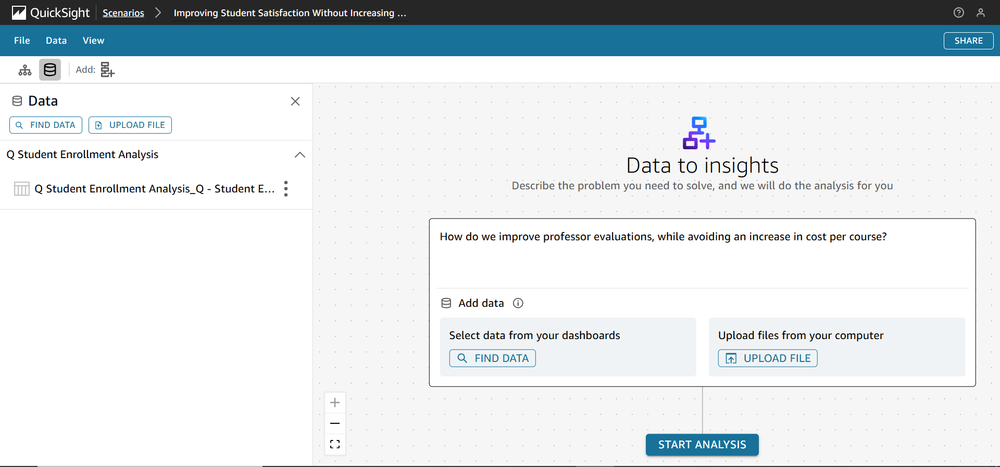 QuickSight Scenarios Improving Student Satisfaction Without Increasing ...
File Data View SHARE
Add:
Data
FIND DATA UPLOAD FILE
Q Student Enrollment Analysis
Q Student Enrollment Analysis_Q - Student E...
Data to insights
Describe the problem you need to solve, and we will do the analysis for you
How do we improve professor evaluations, while avoiding an increase in cost per course?
Add data
Select data from your dashboards
FIND DATA
Upload files from your computer
UPLOAD FILE
START ANALYSIS